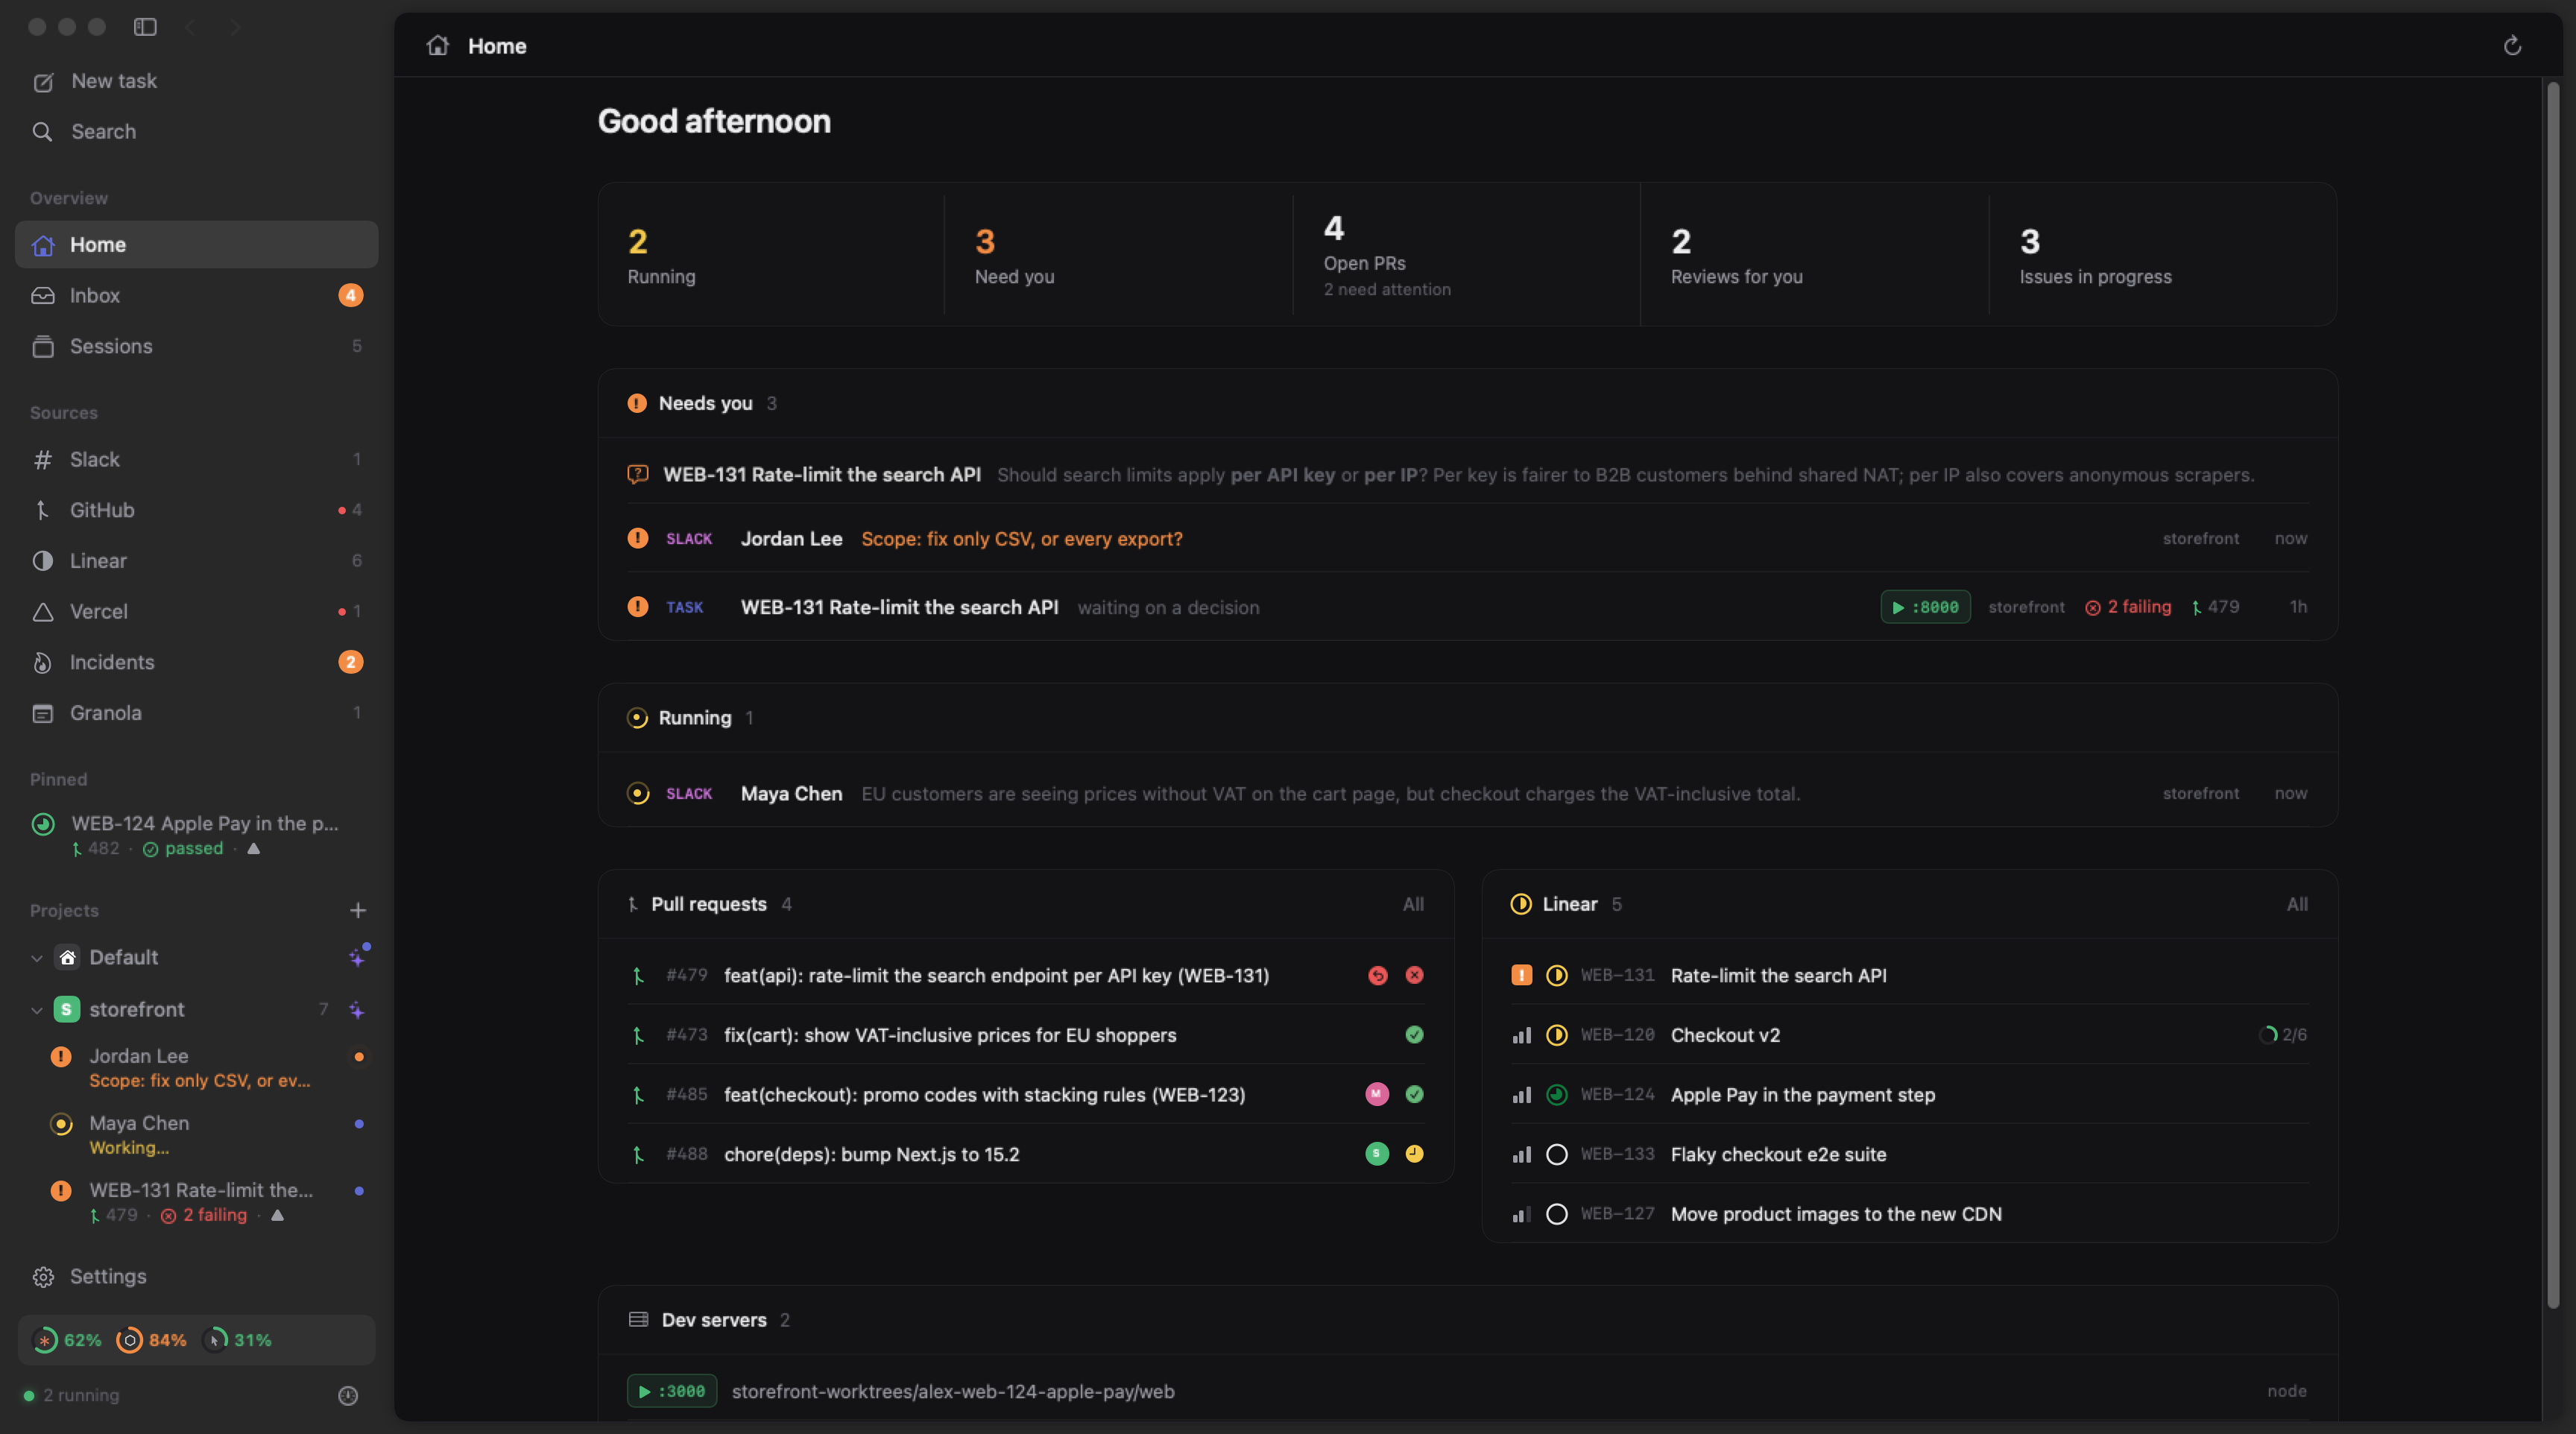 New task
Search
Overview
Home
Inbox 4
Sessions 5
Sources
Slack 1
GitHub 4
Linear 6
Vercel 1
Incidents 2
Granola 1
Pinned
WEB-124 Apple Pay in the p...
482 · passed ·
Projects
Default
S storefront 7
Jordan Lee
Scope: fix only CSV, or ev...
Maya Chen
Working...
WEB-131 Rate-limit the...
479 · 2 failing ·
Settings
62% 84% 31%
2 running
Home
Good afternoon
2
Running
3
Need you
4
Open PRs
2 need attention
2
Reviews for you
3
Issues in progress
Needs you 3
WEB-131 Rate-limit the search API Should search limits apply per API key or per IP? Per key is fairer to B2B customers behind shared NAT; per IP also covers anonymous scrapers.
SLACK Jordan Lee Scope: fix only CSV, or every export? storefront now
TASK WEB-131 Rate-limit the search API waiting on a decision :8000 storefront 2 failing 479 1h
Running 1
SLACK Maya Chen EU customers are seeing prices without VAT on the cart page, but checkout charges the VAT-inclusive total. storefront now
Pull requests 4 All
#479 feat(api): rate-limit the search endpoint per API key (WEB-131)
#473 fix(cart): show VAT-inclusive prices for EU shoppers
#485 feat(checkout): promo codes with stacking rules (WEB-123) M
#488 chore(deps): bump Next.js to 15.2 S
Linear 5 All
WEB-131 Rate-limit the search API
WEB-120 Checkout v2 2/6
WEB-124 Apple Pay in the payment step
WEB-133 Flaky checkout e2e suite
WEB-127 Move product images to the new CDN
Dev servers 2
:3000 storefront-worktrees/alex-web-124-apple-pay/web node